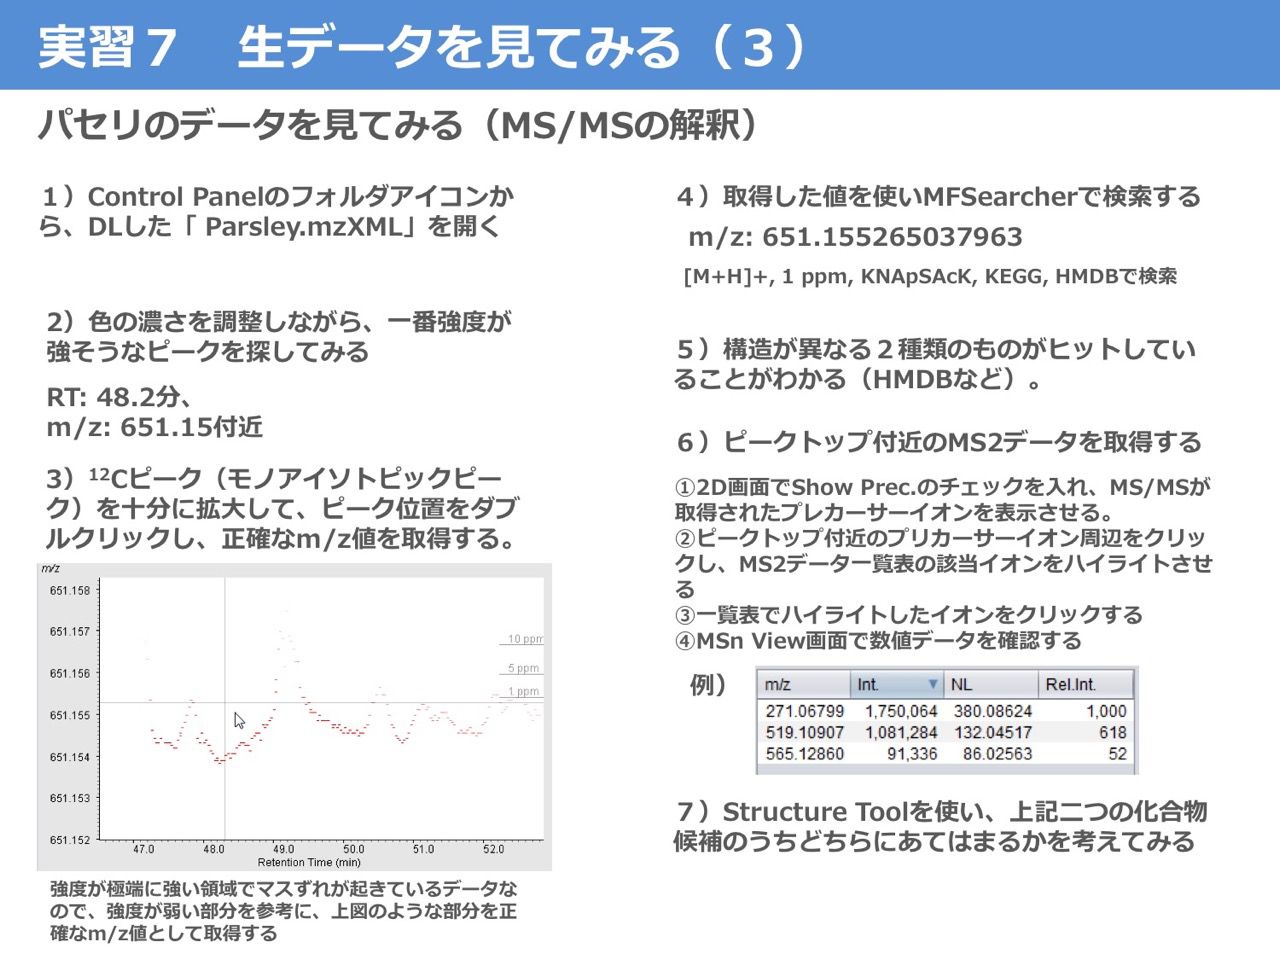 実習７　生データを見てみる（３）
パセリのデータを見てみる（MS/MSの解釈）
１）Control Panelのフォルダアイコンか
ら、DLした「 Parsley.mzXML」を開く
2）色の濃さを調整しながら、一番強度が
強そうなピークを探してみる
RT: 48.2分、
m/z: 651.15付近
3）¹²Cピーク（モノアイソトピックピー
ク）を十分に拡大して、ピーク位置をダブ
ルクリックし、正確なm/z値を取得する。
m/z
651.158
651.157
651.156
651.155
651.154
651.153
651.152
10 ppm
5 ppm
1 ppm
47.0 48.0 49.0 50.0 51.0 52.0
Retention Time (min)
強度が極端に強い領域でマスずれが起きているデータな
ので、強度が弱い部分を参考に、上図のような部分を正
確なm/z値として取得する
４）取得した値を使いMFSearcherで検索する
m/z: 651.155265037963
[M+H]+, 1 ppm, KNApSAcK, KEGG, HMDBで検索
５）構造が異なる２種類のものがヒットしてい
ることがわかる（HMDBなど）。
６）ピークトップ付近のMS2データを取得する
①2D画面でShow Prec.のチェックを入れ、MS/MSが
取得されたプレカーサーイオンを表示させる。
②ピークトップ付近のプリカーサーイオン周辺をクリッ
クし、MS2データ一覧表の該当イオンをハイライトさせ
る
③一覧表でハイライトしたイオンをクリックする
④MSn View画面で数値データを確認する
例）
m/z Int. NL Rel.Int.
271.06799 1,750,064 380.08624 1,000
519.10907 1,081,284 132.04517 618
565.12860 91,336 86.02563 52
７）Structure Toolを使い、上記二つの化合物
候補のうちどちらにあてはまるかを考えてみる